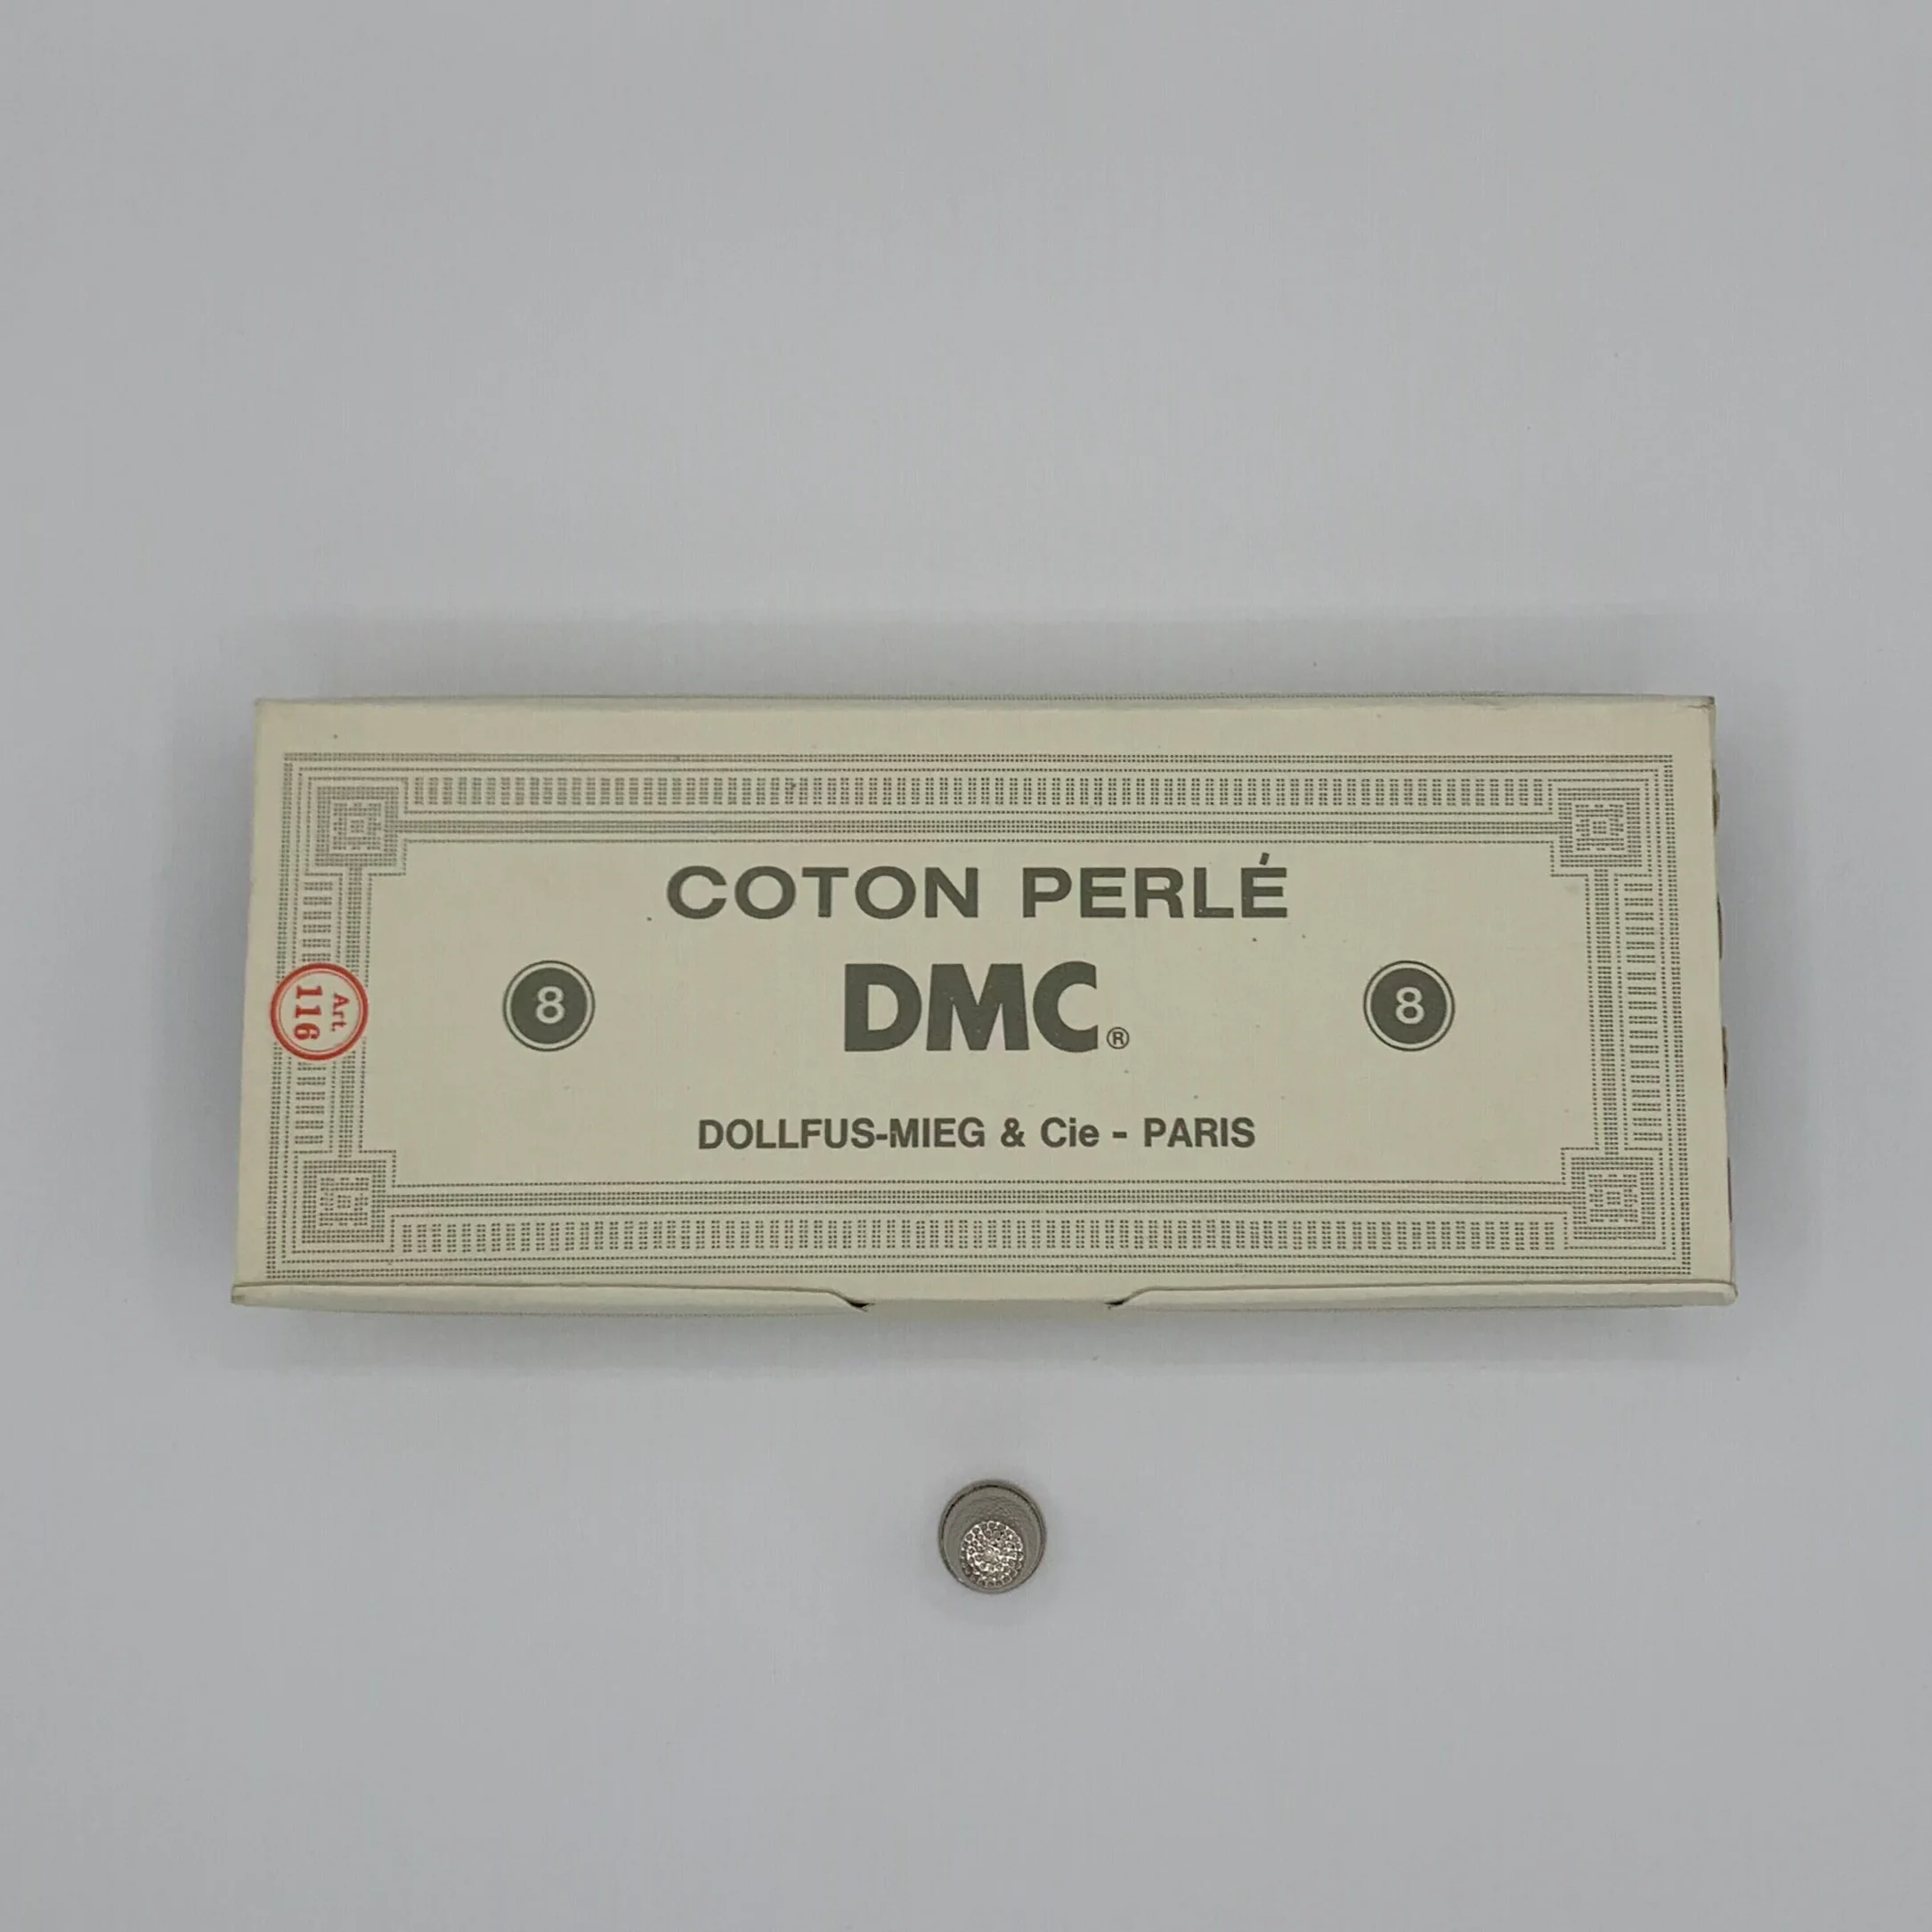 COTON PERLÉ
8 DMC® 8
DOLLFUS-MIEG & Cie - PARIS
Art.
116